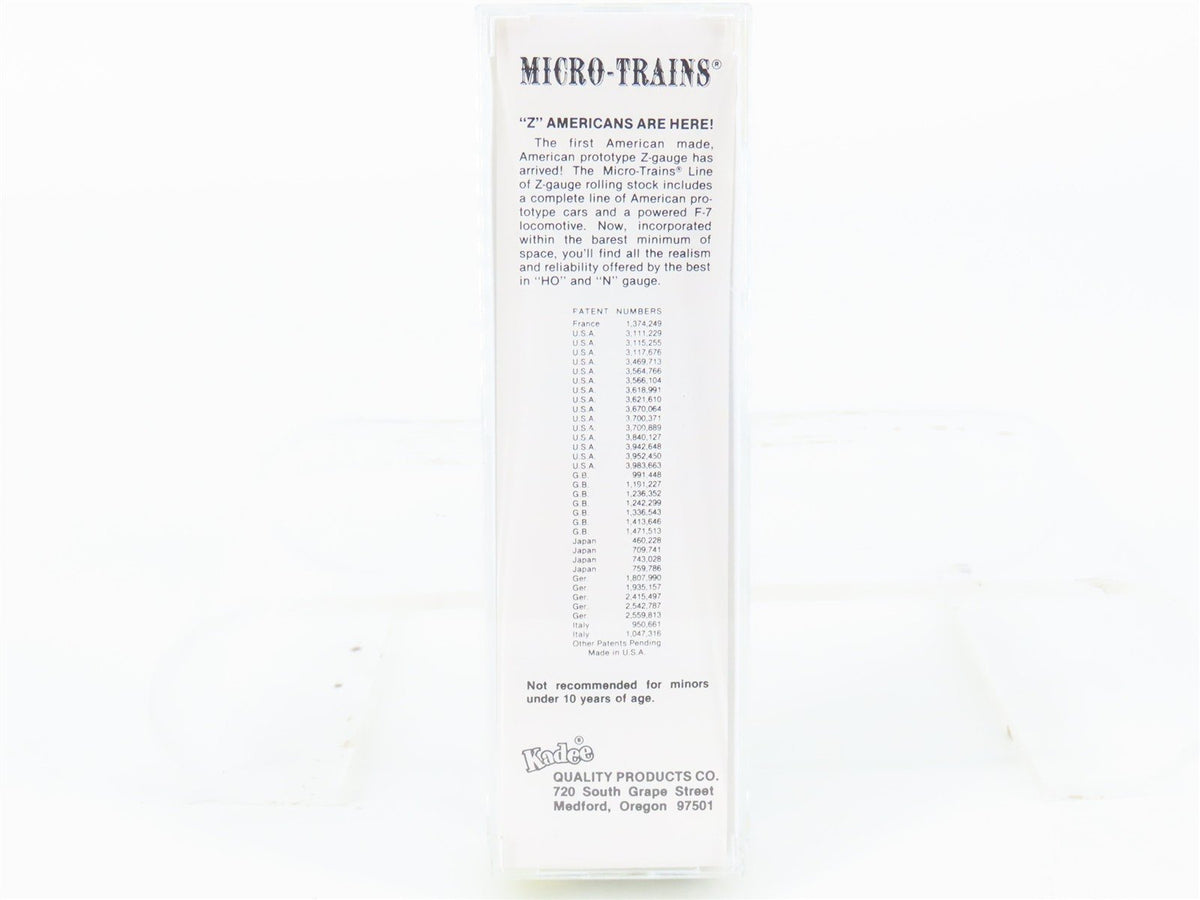 MICRO-TRAINS®
"Z" AMERICANS ARE HERE!
The first American made,
American prototype Z-gauge has
arrived! The Micro-Trains® Line
of Z-gauge rolling stock includes
a complete line of American pro-
totype cars and a powered F-7
locomotive. Now, incorporated
within the barest minimum of
space, you'll find all the realism
and reliability offered by the best
in "HO" and "N" gauge.
PATENT NUMBERS
France 1,374,249
U.S.A. 3,111,229
U.S.A. 3,115,255
U.S.A. 3,117,676
U.S.A. 3,469,713
U.S.A. 3,564,766
U.S.A. 3,566,104
U.S.A. 3,618,991
U.S.A. 3,621,610
U.S.A. 3,670,064
U.S.A. 3,700,371
U.S.A. 3,700,889
U.S.A. 3,840,127
U.S.A. 3,942,648
U.S.A. 3,952,450
U.S.A. 3,983,663
G.B. 991,448
G.B. 1,191,227
G.B. 1,236,352
G.B. 1,242,299
G.B. 1,336,543
G.B. 1,413,646
G.B. 1,471,513
Japan 460,228
Japan 709,741
Japan 743,028
Japan 759,786
Ger. 1,807,990
Ger. 1,935,157
Ger. 2,415,497
Ger. 2,542,787
Ger. 2,559,813
Italy 950,661
Italy 1,047,316
Other Patents Pending
Made in U.S.A.
Not recommended for minors
under 10 years of age.
Kadee®
QUALITY PRODUCTS CO.
720 South Grape Street
Medford, Oregon 97501